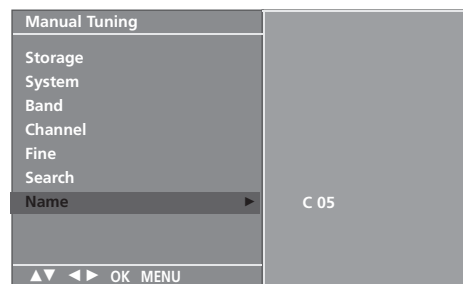 Manual Tuning
Storage
System
Band
Channel
Fine
Search
Name ► C 05
▲▼ ◄► OK MENU